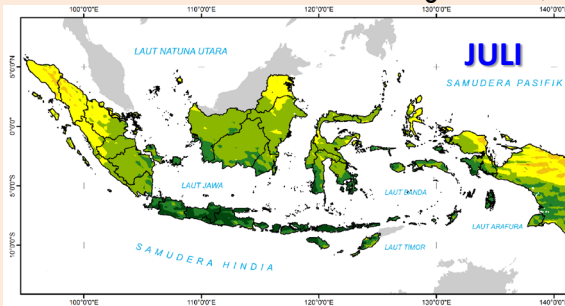 100°0'0"E 110°0'0"E 120°0'0"E 130°0'0"E 140°0'0"
LAUT NATUNA UTARA
JULI
5°0'0"N
SAMUDERA PASIFIK
0°0'0"
LAUT JAWA
LAUT BANDA
5°0'0"S
LAUT ARAFURA
10°0'0"S
SAMUDERA HINDIA
LAUT TIMOR
100°0'0"E 110°0'0"E 120°0'0"E 130°0'0"E 140°0'0"